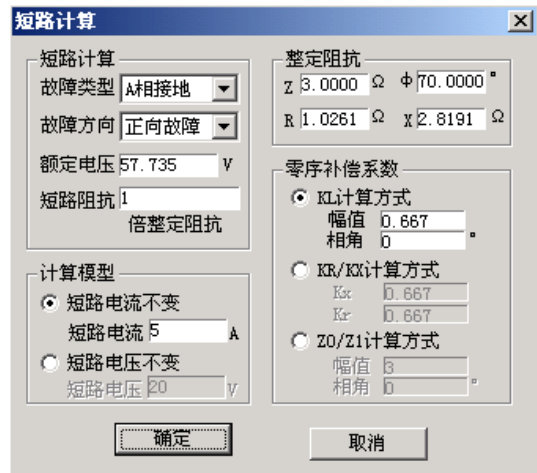 短路计算
短路计算
故障类型 A相接地
故障方向 正向故障
额定电压 57.735 V
短路阻抗 1
倍整定阻抗
计算模型
短路电流不变
短路电流 5 A
短路电压不变
短路电压 20 V
整定阻抗
Z 3.0000 Ω Φ 70.0000 °
R 1.0261 Ω X 2.8191 Ω
零序补偿系数
KL计算方式
幅值 0.667
相角 0 °
KR/KX计算方式
Kx 0.667
Kr 0.667
Z0/Z1计算方式
幅值 3
相角 0 °
确定 取消